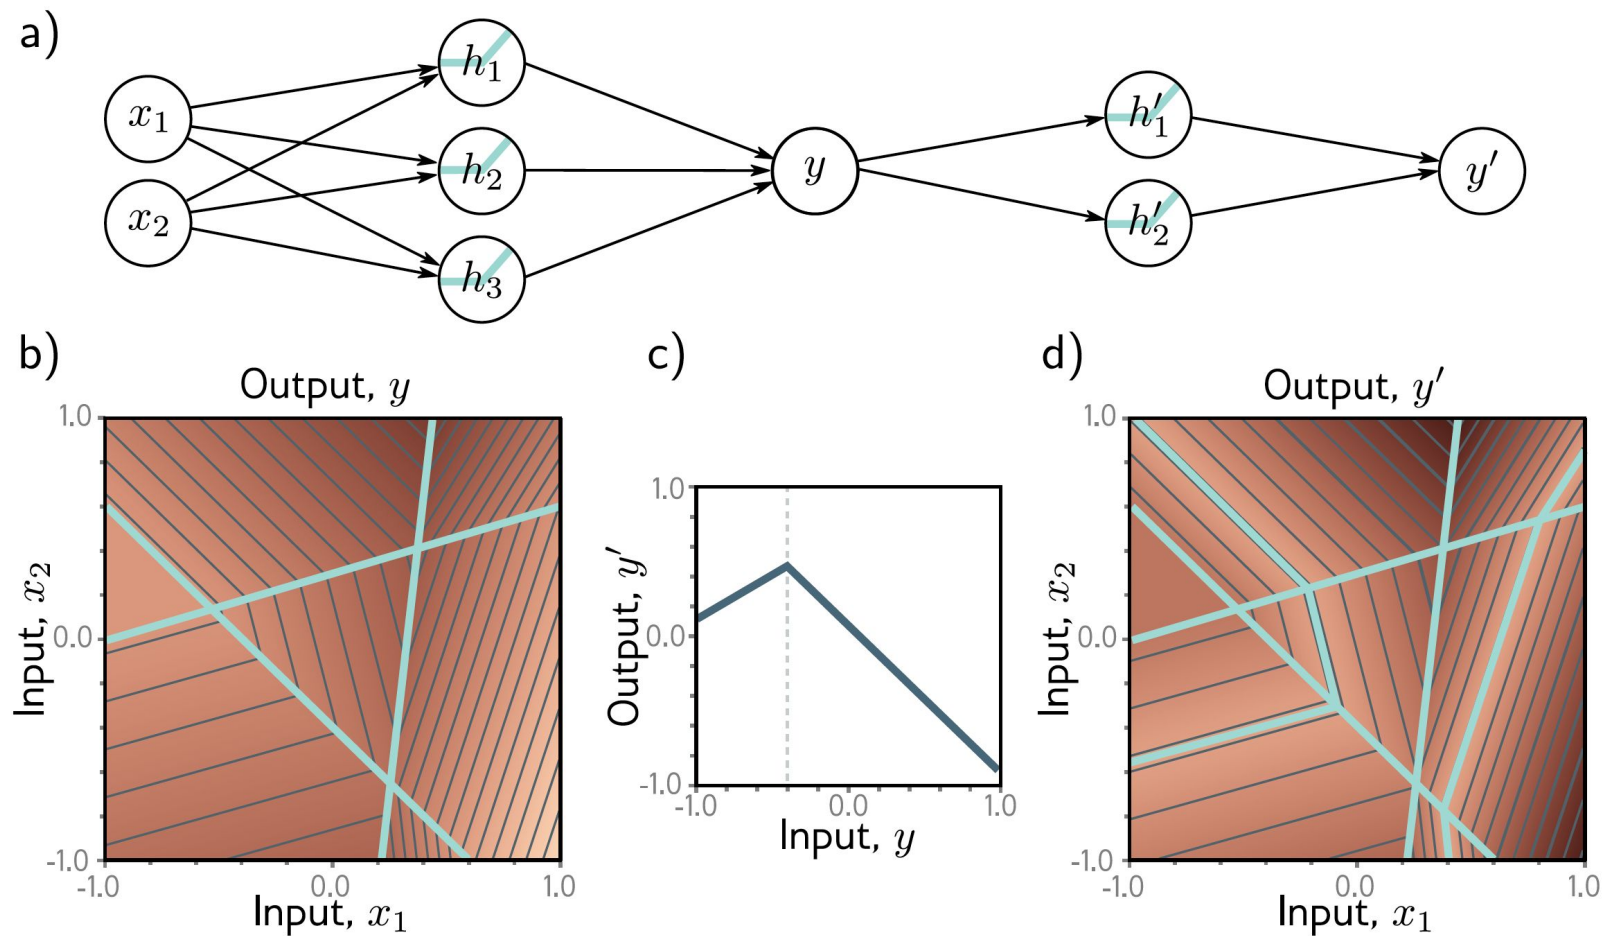 a)
x₁
x₂
h₁
h₂
h₃
y
h′₁
h′₂
y′
b)
Output, y
1.0
0.0
-1.0
Input, x₂
-1.0 0.0 1.0
Input, x₁
c)
1.0
0.0
-1.0
Output, y′
-1.0 0.0 1.0
Input, y
d)
Output, y′
1.0
0.0
-1.0
Input, x₂
-1.0 0.0 1.0
Input, x₁